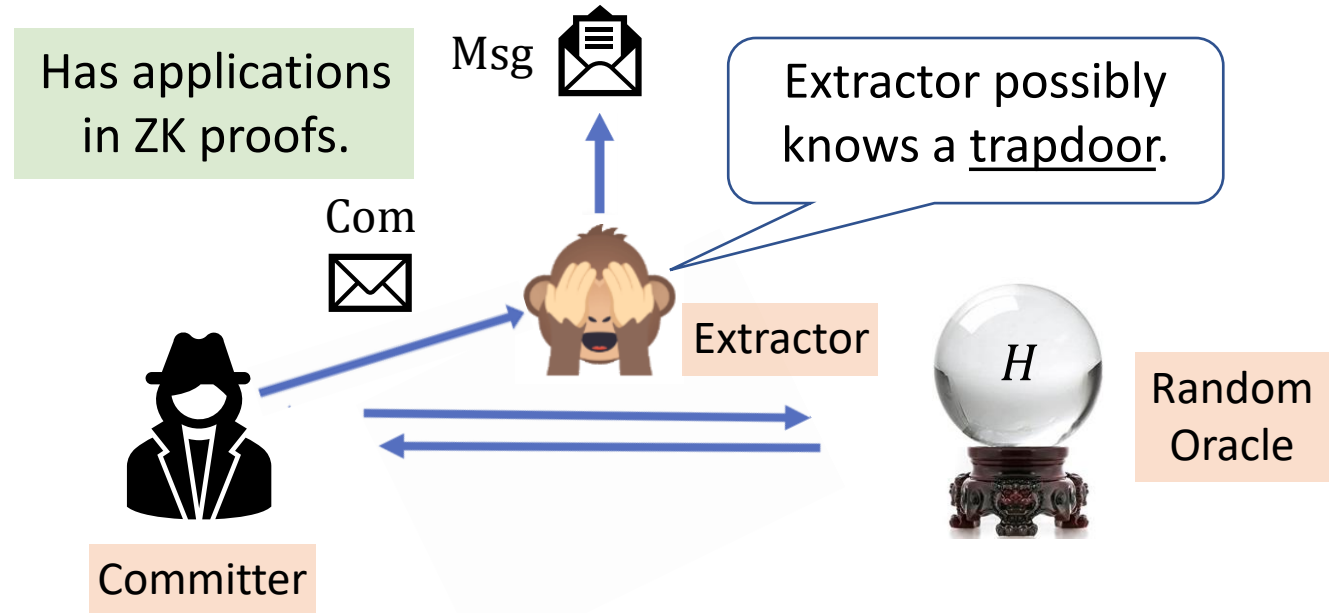 Has applications
in ZK proofs.
Msg
Extractor possibly
knows a trapdoor.
Com
Extractor
H
Random
Oracle
Committer